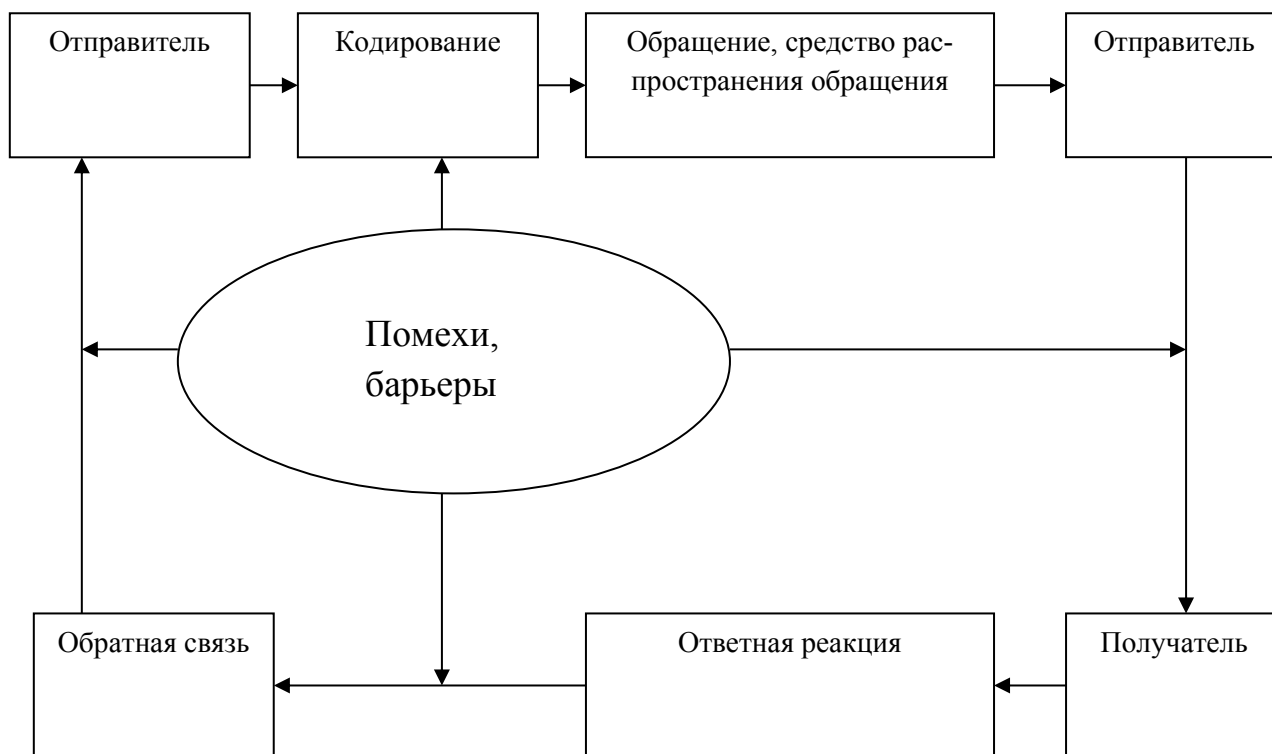 Отправитель
Кодирование
Обращение, средство рас-
пространения обращения
Отправитель
Помехи,
барьеры
Обратная связь
Ответная реакция
Получатель